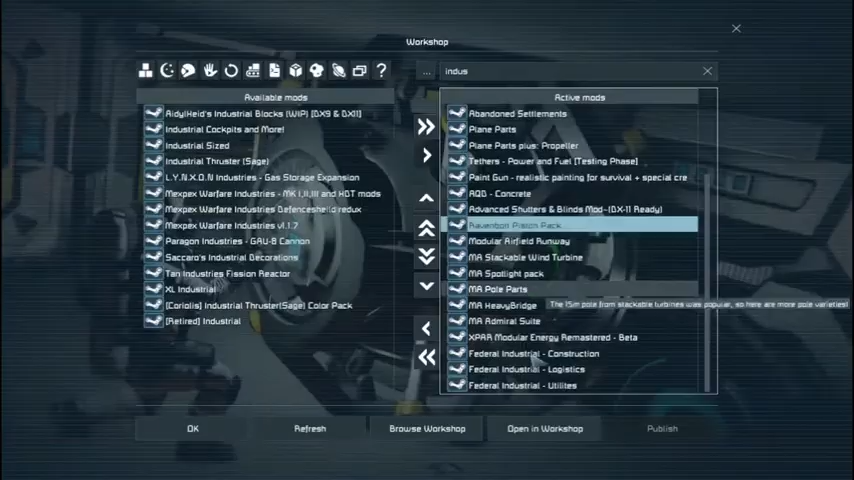 Workshop
...
indus
Available mods
AidylHeid's Industrial Blocks (WIP) [DX9 & DX11]
Industrial Cockpits and More!
Industrial Sized
Industrial Thruster (Sage)
L.Y.N.X.O.N Industries - Gas Storage Expansion
Mexpex Warfare Industries - MK I,II,III and HDT mods
Mexpex Warfare Industries Defenceshield redux
Mexpex Warfare Industries v1.1.7
Paragon Industries - GAU-8 Cannon
Saccaro's Industrial Decorations
Tan Industries Fission Reactor
XL Industrial
[Coriolis] Industrial Thruster(Sage) Color Pack
[Retired] Industrial
Active mods
Abandoned Settlements
Plane Parts
Plane Parts plus: Propeller
Tethers - Power and Fuel [Testing Phase]
Paint Gun - realistic painting for survival + special cre
AQD - Concrete
Advanced Shutters & Blinds Mod-(DX-11 Ready)
Ravenbolt Piston Pack
Modular Airfield Runway
MA Stackable Wind Turbine
MA Spotlight pack
MA Pole Parts
MA HeavyBridge
The 15m pole from stackable turbines was popular, so here are more pole varieties!
MA Admiral Suite
XPAR Modular Energy Remastered - Beta
Federal Industrial - Construction
Federal Industrial - Logistics
Federal Industrial - Utilites
OK
Refresh
Browse Workshop
Open in Workshop
Publish